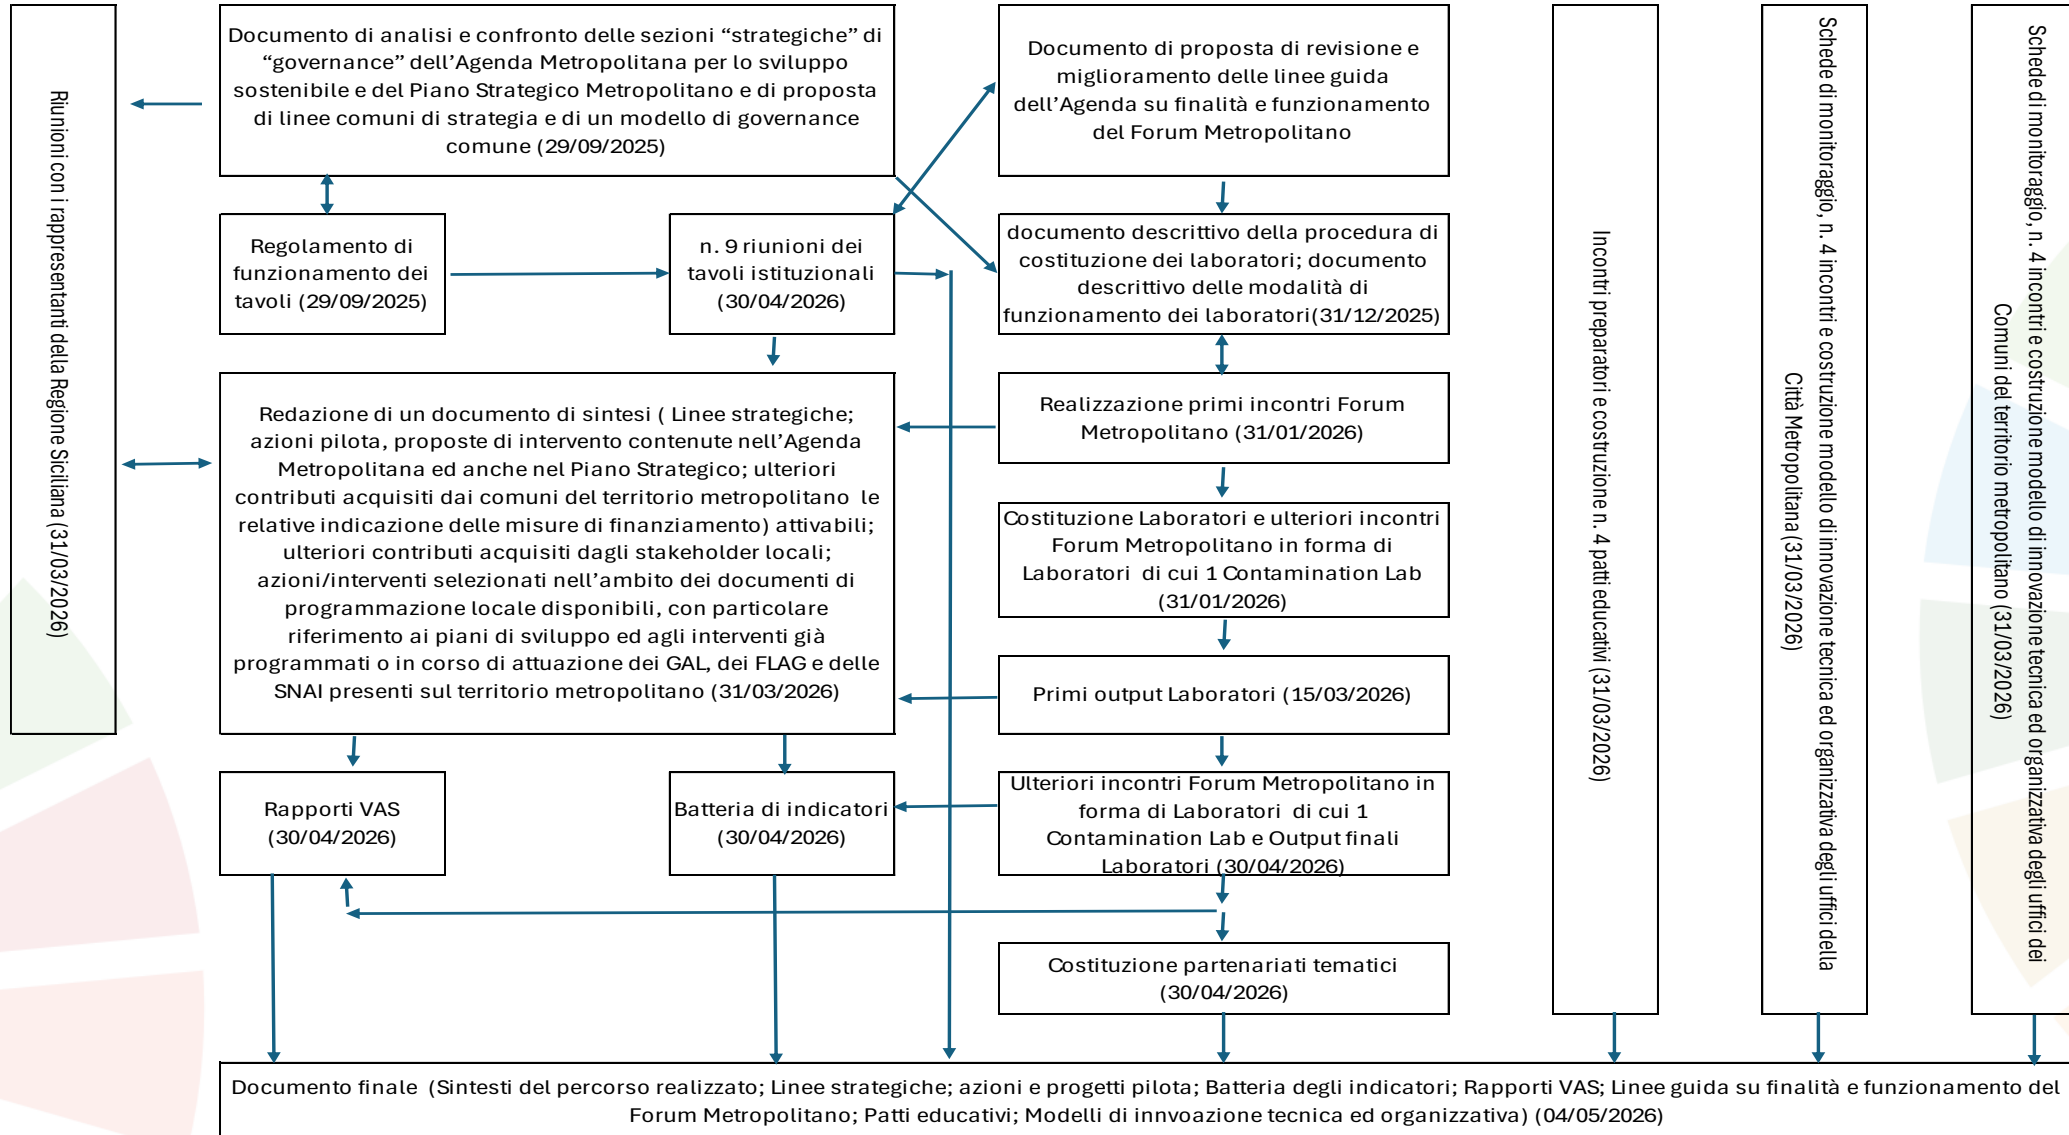 Riunioni con i rappresentanti della Regione Siciliana (31/03/2026)
Documento di analisi e confronto delle sezioni “strategiche” di
“governance” dell’Agenda Metropolitana per lo sviluppo
sostenibile e del Piano Strategico Metropolitano e di proposta
di linee comuni di strategia e di un modello di governance
comune (29/09/2025)
Documento di proposta di revisione e
miglioramento delle linee guida
dell’Agenda su finalità e funzionamento
del Forum Metropolitano
Regolamento di
funzionamento dei
tavoli (29/09/2025)
n. 9 riunioni dei
tavoli istituzionali
(30/04/2026)
documento descrittivo della procedura di
costituzione dei laboratori; documento
descrittivo delle modalità di
funzionamento dei laboratori(31/12/2025)
Redazione di un documento di sintesi ( Linee strategiche;
azioni pilota, proposte di intervento contenute nell’Agenda
Metropolitana ed anche nel Piano Strategico; ulteriori
contributi acquisiti dai comuni del territorio metropolitano le
relative indicazione delle misure di finanziamento) attivabili;
ulteriori contributi acquisiti dagli stakeholder locali;
azioni/interventi selezionati nell’ambito dei documenti di
programmazione locale disponibili, con particolare
riferimento ai piani di sviluppo ed agli interventi già
programmati o in corso di attuazione dei GAL, dei FLAG e delle
SNAI presenti sul territorio metropolitano (31/03/2026)
Realizzazione primi incontri Forum
Metropolitano (31/01/2026)
Costituzione Laboratori e ulteriori incontri
Forum Metropolitano in forma di
Laboratori di cui 1 Contamination Lab
(31/01/2026)
Primi output Laboratori (15/03/2026)
Rapporti VAS
(30/04/2026)
Batteria di indicatori
(30/04/2026)
Ulteriori incontri Forum Metropolitano in
forma di Laboratori di cui 1
Contamination Lab e Output finali
Laboratori (30/04/2026)
Costituzione partenariati tematici
(30/04/2026)
Incontri preparatori e costruzione n. 4 patti educativi (31/03/2026)
Schede di monitoraggio, n. 4 incontri e costruzione modello di innovazione tecnica ed organizzativa degli uffici della
Città Metropolitana (31/03/2026)
Schede di monitoraggio, n. 4 incontri e costruzione modello di innovazione tecnica ed organizzativa degli uffici dei
Comuni del territorio metropolitano (31/03/2026)
Documento finale (Sintesti del percorso realizzato; Linee strategiche; azioni e progetti pilota; Batteria degli indicatori; Rapporti VAS; Linee guida su finalità e funzionamento del
Forum Metropolitano; Patti educativi; Modelli di innvoazione tecnica ed organizzativa) (04/05/2026)